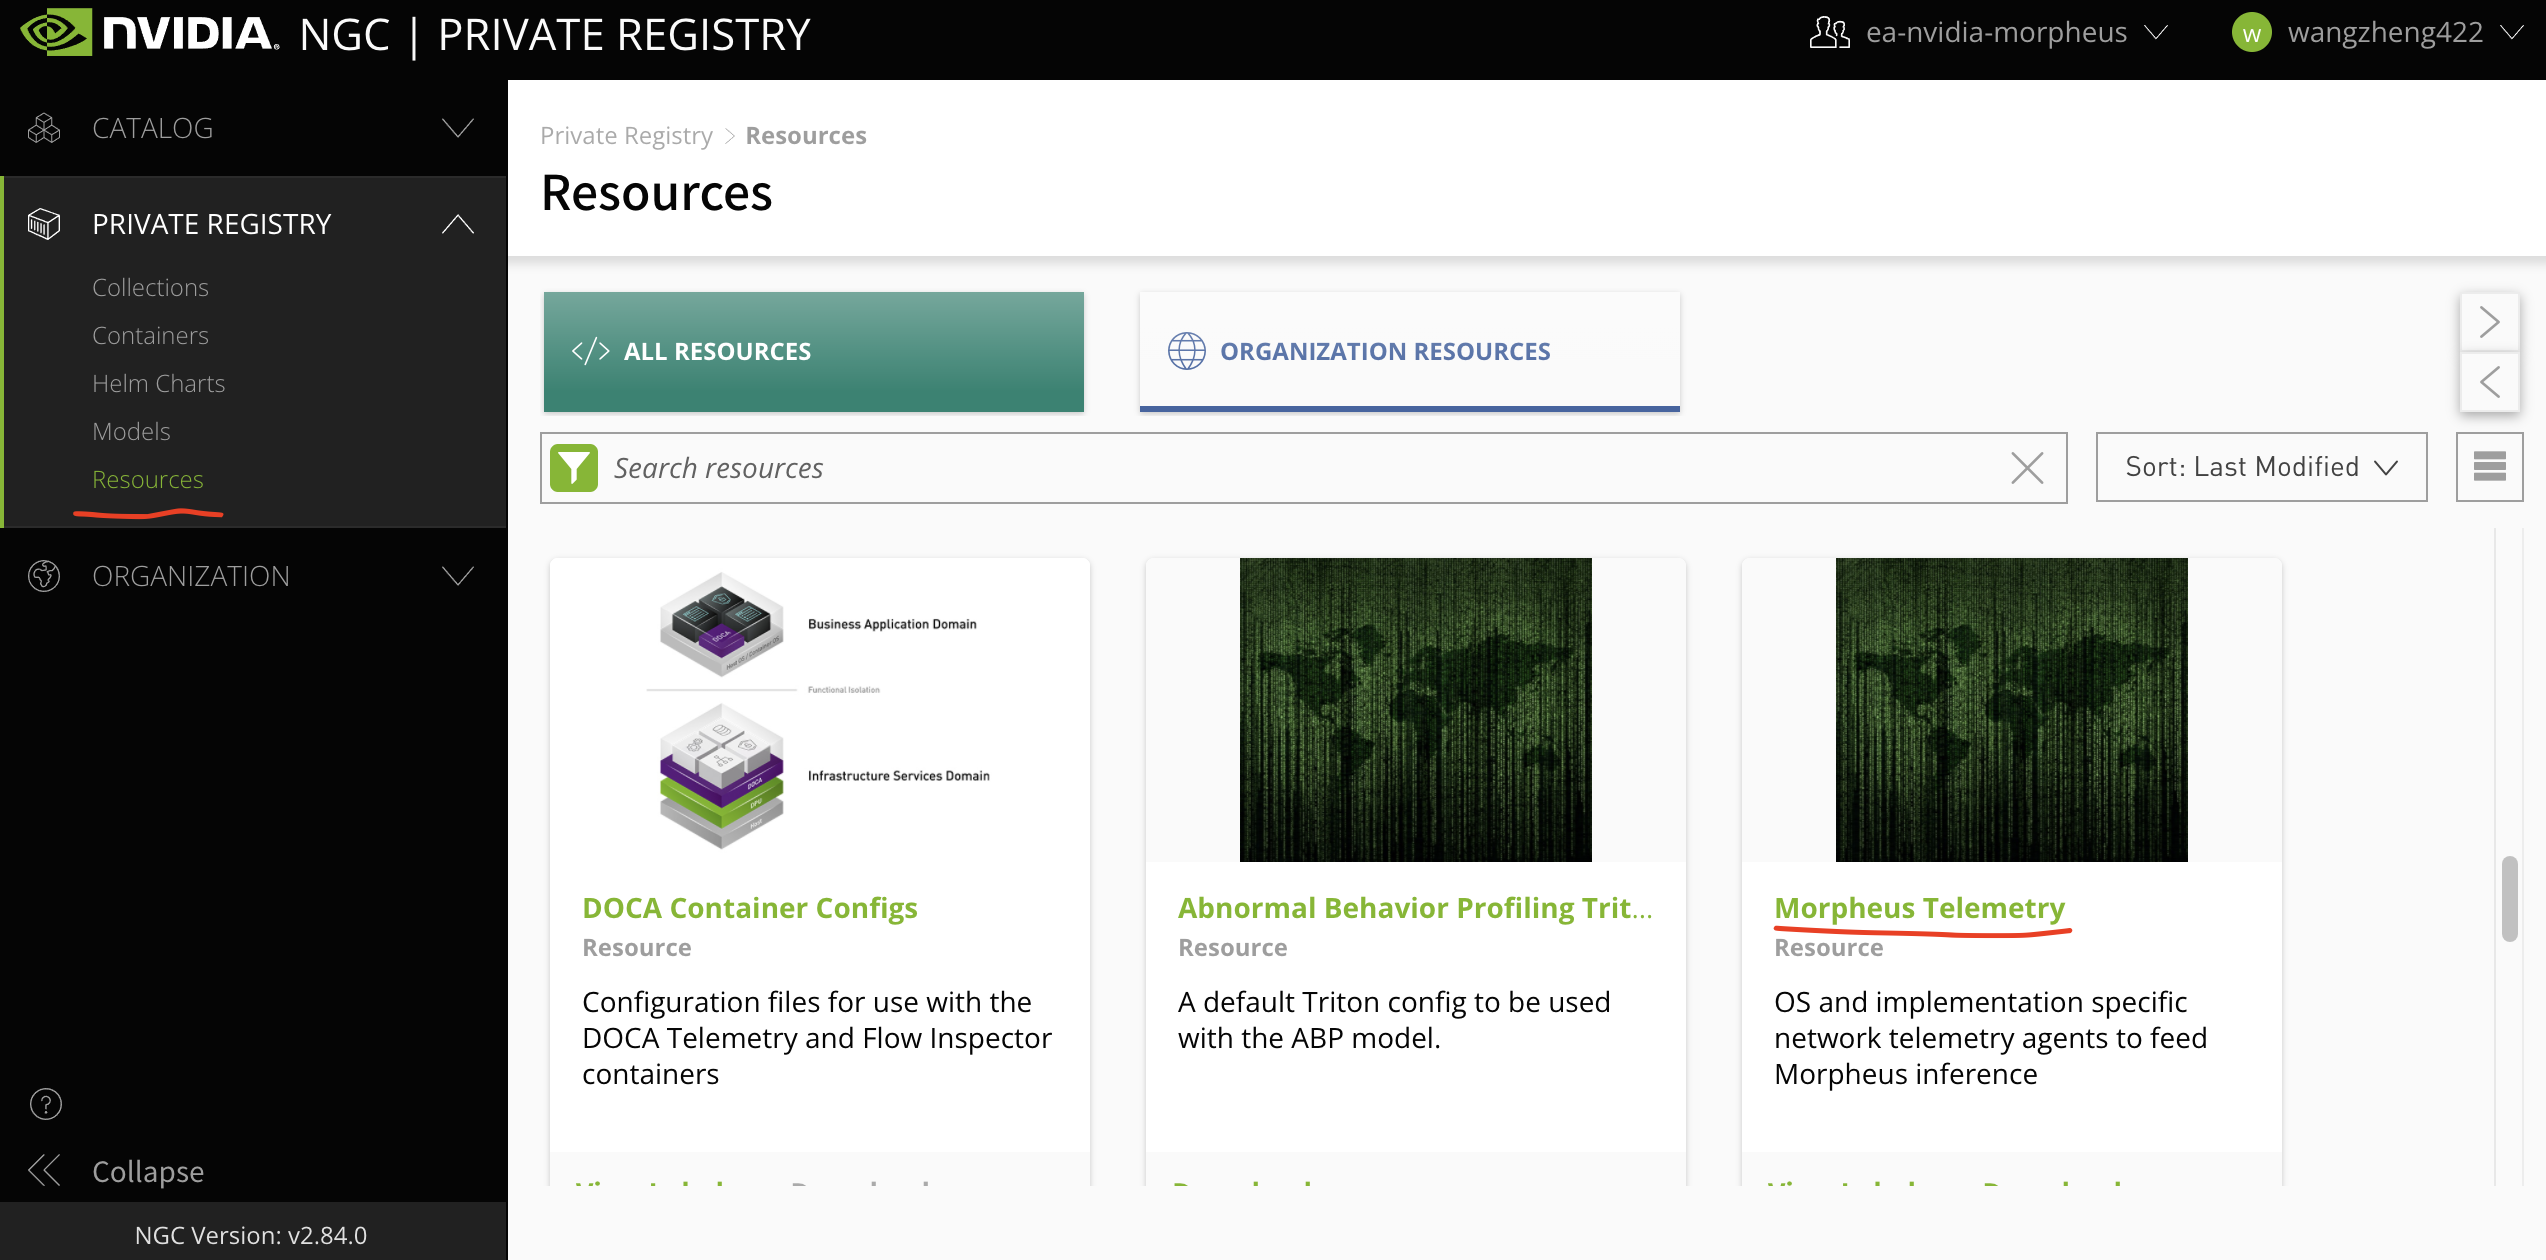 NVIDIA. NGC | PRIVATE REGISTRY
ea-nvidia-morpheus
W
wangzheng422
CATALOG
PRIVATE REGISTRY
Collections
Containers
Helm Charts
Models
Resources
ORGANIZATION
?
Collapse
NGC Version: v2.84.0
Private Registry > Resources
Resources
</> ALL RESOURCES
ORGANIZATION RESOURCES
Search resources
Sort: Last Modified
Business Application Domain
DOCA
Functional Isolation
Infrastructure Services Domain
DOCA
DPU
Host
DOCA Container Configs
Resource
Configuration files for use with the
DOCA Telemetry and Flow Inspector
containers
Abnormal Behavior Profiling Trit...
Resource
A default Triton config to be used
with the ABP model.
Morpheus Telemetry
Resource
OS and implementation specific
network telemetry agents to feed
Morpheus inference